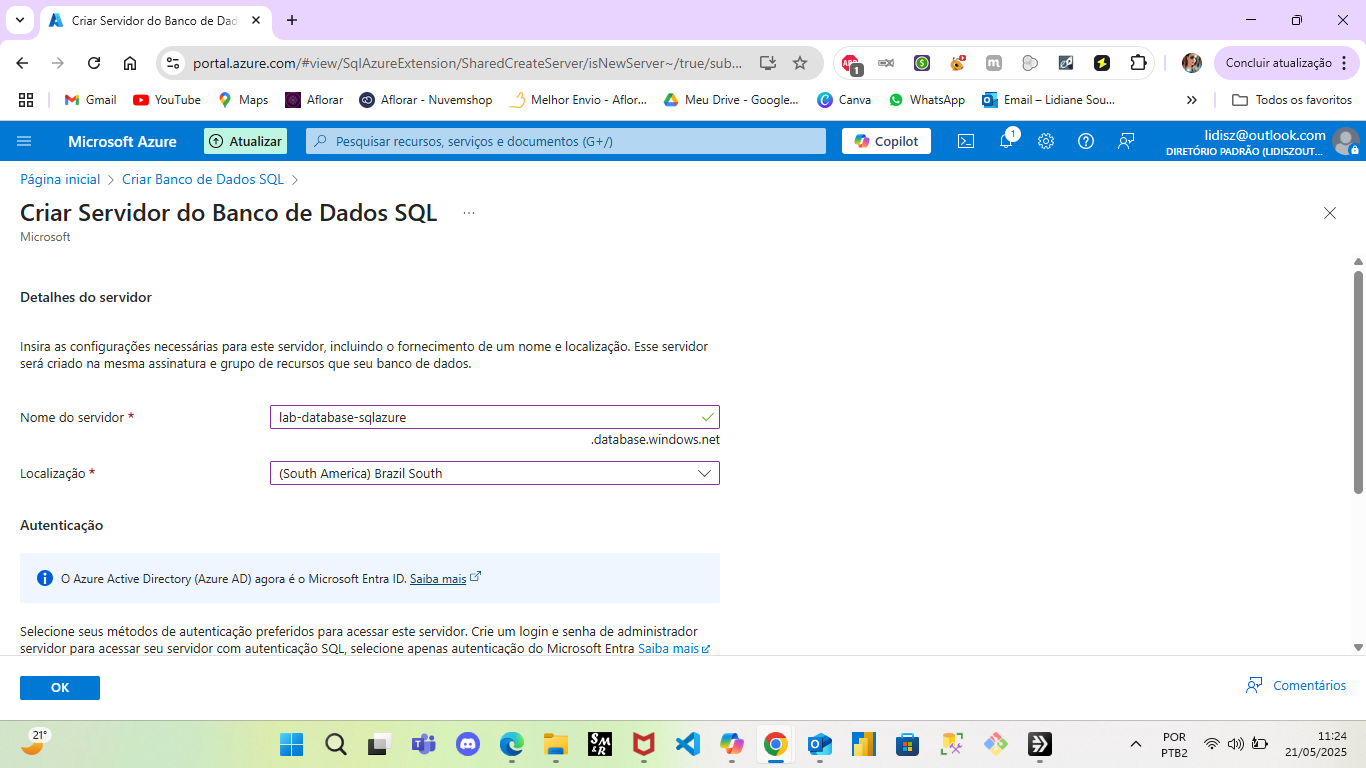 Criar Servidor do Banco de Dad
portal.azure.com/#view/SqlAzureExtension/SharedCreateServer/isNewServer~/true/sub...
ABP
1
Concluir atualização
Gmail
YouTube
Maps
Aflorar
Aflorar - Nuvemshop
Melhor Envio - Aflor...
Meu Drive - Google...
Canva
WhatsApp
Email – Lidiane Sou...
Todos os favoritos
Microsoft Azure
Atualizar
Pesquisar recursos, serviços e documentos (G+/)
Copilot
1
lidisz@outlook.com
DIRETÓRIO PADRÃO (LIDISZOUT...
Página inicial
Criar Banco de Dados SQL
Criar Servidor do Banco de Dados SQL
Microsoft
Detalhes do servidor
Insira as configurações necessárias para este servidor, incluindo o fornecimento de um nome e localização. Esse servidor
será criado na mesma assinatura e grupo de recursos que seu banco de dados.
Nome do servidor *
lab-database-sqlazure
.database.windows.net
Localização *
(South America) Brazil South
Autenticação
O Azure Active Directory (Azure AD) agora é o Microsoft Entra ID. Saiba mais
Selecione seus métodos de autenticação preferidos para acessar este servidor. Crie um login e senha de administrador
servidor para acessar seu servidor com autenticação SQL, selecione apenas autenticação do Microsoft Entra Saiba mais
OK
Comentários
21°
POR
PTB2
11:24
21/05/2025